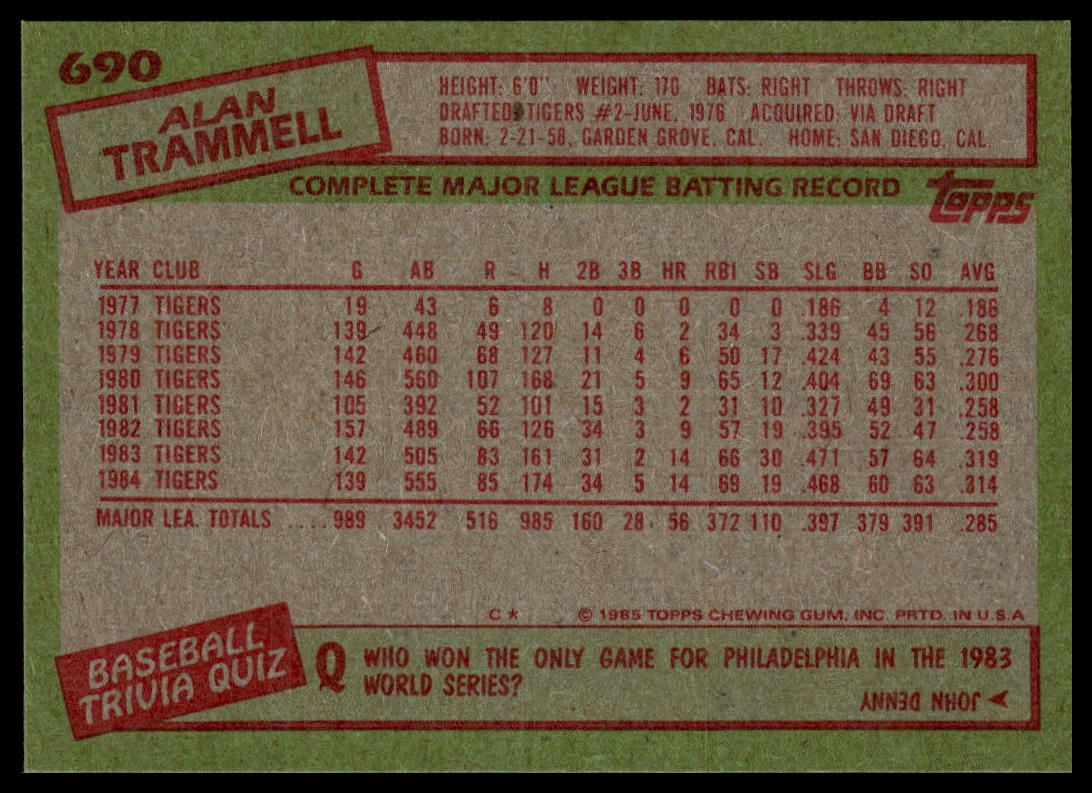 690
ALAN
TRAMMELL
HEIGHT: 6'0" WEIGHT: 170 BATS: RIGHT THROWS: RIGHT
DRAFTED: TIGERS #2-JUNE, 1976 ACQUIRED: VIA DRAFT
BORN: 2-21-58, GARDEN GROVE, CAL. HOME: SAN DIEGO, CAL
COMPLETE MAJOR LEAGUE BATTING RECORD
Topps
YEAR CLUB G AB R H 2B 3B HR RBI SB SLG BB SO AVG
1977 TIGERS 19 43 6 8 0 0 0 0 0 .186 4 12 .186
1978 TIGERS 139 448 49 120 14 6 2 34 3 .339 45 56 .268
1979 TIGERS 142 460 68 127 11 4 6 50 17 .424 43 55 .276
1980 TIGERS 146 560 107 168 21 5 9 65 12 .404 69 63 .300
1981 TIGERS 105 392 52 101 15 3 2 31 10 .327 49 31 .258
1982 TIGERS 157 489 66 126 34 3 9 57 19 .395 52 47 .258
1983 TIGERS 142 505 83 161 31 2 14 66 30 .471 57 64 .319
1984 TIGERS 139 555 85 174 34 5 14 69 19 .468 60 63 .314
MAJOR LEA. TOTALS ....989 3452 516 985 160 28 56 372 110 .397 379 391 .285
C* © 1985 TOPPS CHEWING GUM, INC. PRTD. IN U.S.A
BASEBALL
TRIVIA QUIZ
Q WHO WON THE ONLY GAME FOR PHILADELPHIA IN THE 1983
WORLD SERIES?
JOHN DENNY